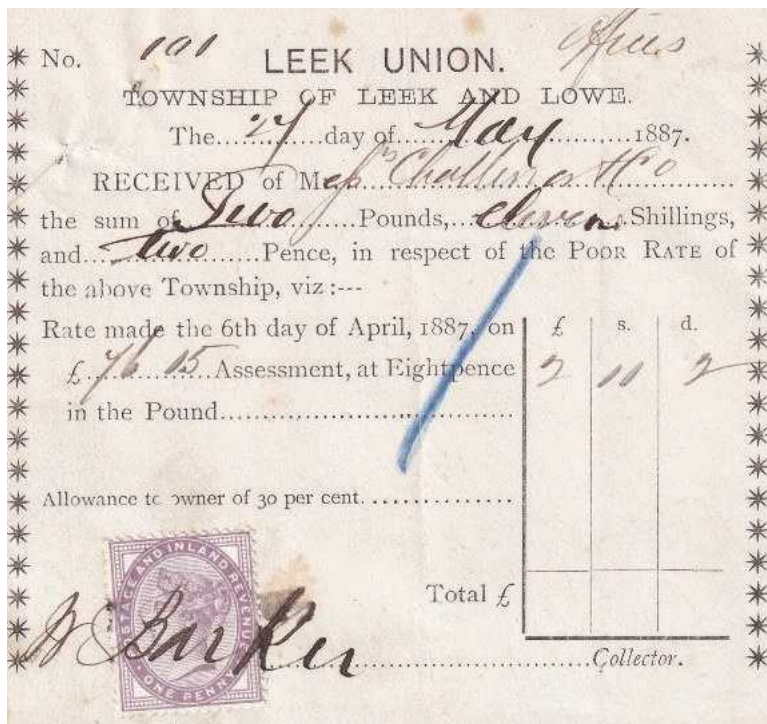 No. 101 LEEK UNION. Offices
TOWNSHIP OF LEEK AND LOWE.
The....27....day of....May....1887.
RECEIVED of Mess Challinor & Co
the sum of Two Pounds, eleven Shillings,
and two Pence, in respect of the POOR RATE of
the above Township, viz :---
Rate made the 6th day of April, 1887, on £ s. d.
£ 76 15 Assessment, at Eightpence 2 11 2
in the Pound
Allowance to owner of 30 per cent.
POSTAGE AND INLAND REVENUE
Total £
Barker Collector.
ONE PENNY